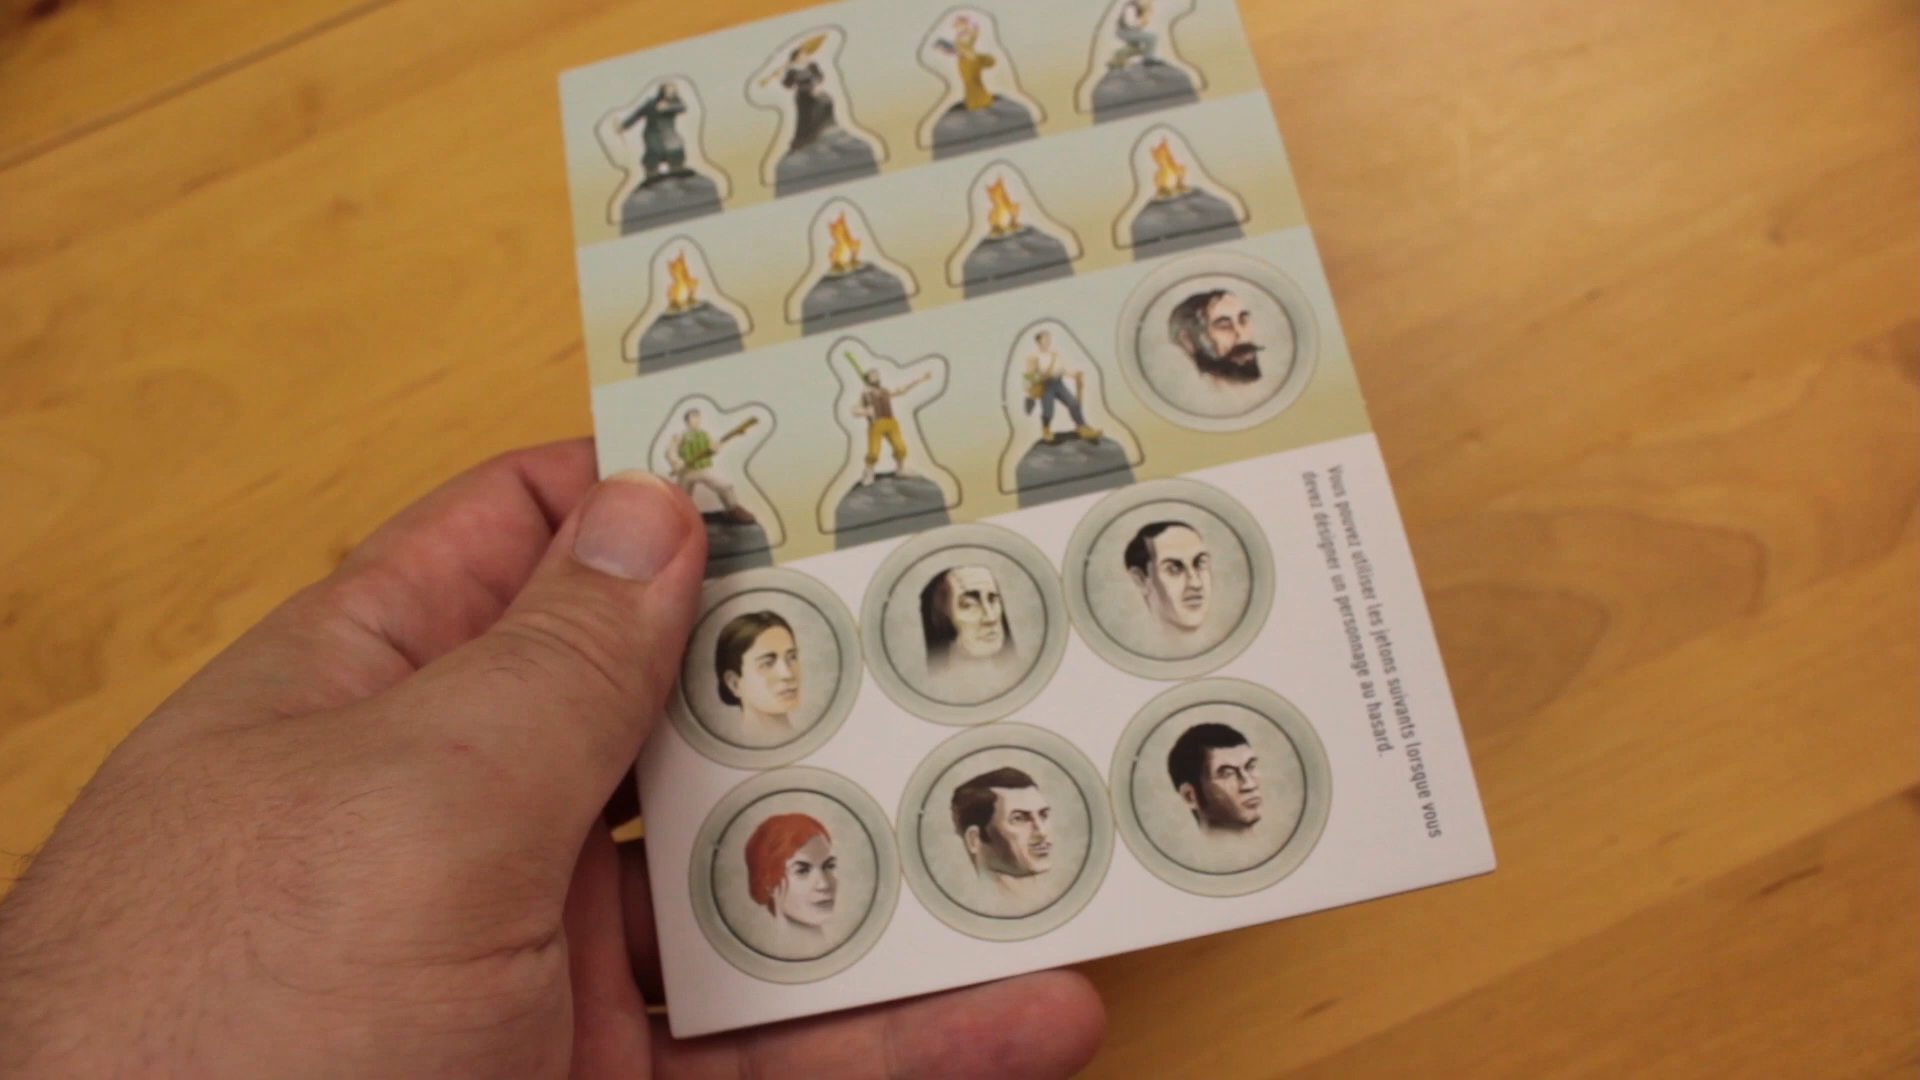 Vous pouvez utiliser les jetons suivants lorsque vous
devez désigner un personnage au hasard.